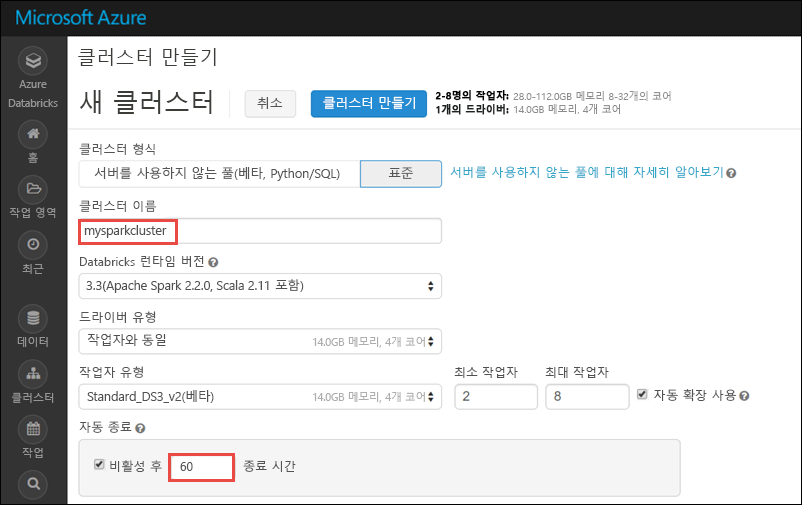 Microsoft Azure
Azure
Databricks
홈
작업 영역
최근
데이터
클러스터
작업
클러스터 만들기
새 클러스터
취소
클러스터 만들기
2-8명의 작업자: 28.0-112.0GB 메모리 8-32개의 코어
1개의 드라이버: 14.0GB 메모리, 4개 코어
클러스터 형식
서버를 사용하지 않는 풀(베타, Python/SQL)
표준
서버를 사용하지 않는 풀에 대해 자세히 알아보기
클러스터 이름
mysparkcluster
Databricks 런타임 버전
3.3(Apache Spark 2.2.0, Scala 2.11 포함)
드라이버 유형
작업자와 동일 14.0GB 메모리, 4개 코어
작업자 유형 최소 작업자 최대 작업자
Standard_DS3_v2(베타) 14.0GB 메모리, 4개 코어 2 8 자동 확장 사용
자동 종료
비활성 후 60 종료 시간